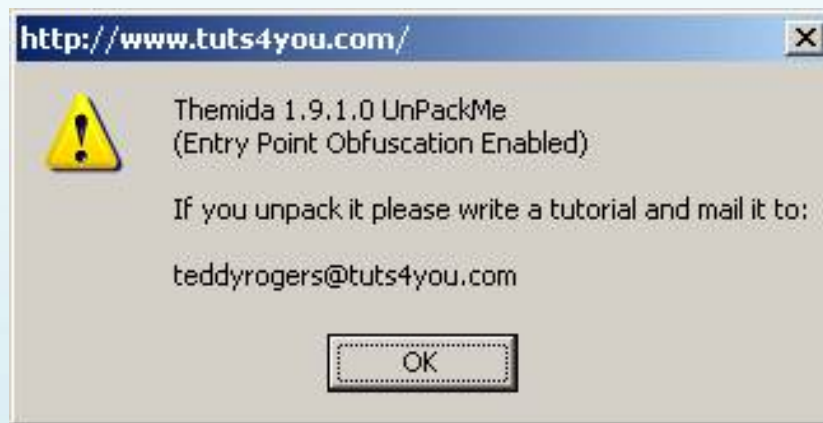 http://www.tuts4you.com/
Themida 1.9.1.0 UnPackMe
(Entry Point Obfuscation Enabled)
If you unpack it please write a tutorial and mail it to:
teddyrogers@tuts4you.com
OK